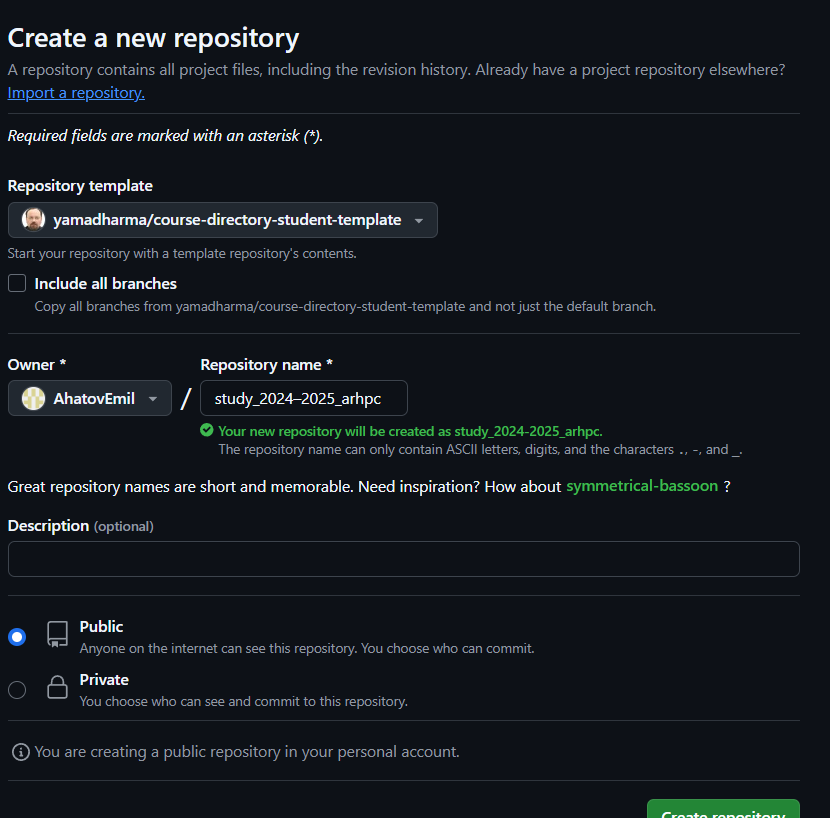 Create a new repository
A repository contains all project files, including the revision history. Already have a project repository elsewhere?
Import a repository.
Required fields are marked with an asterisk (*).
Repository template
yamadharma/course-directory-student-template
Start your repository with a template repository's contents.
Include all branches
Copy all branches from yamadharma/course-directory-student-template and not just the default branch.
Owner * Repository name *
AhatovEmil / study_2024–2025_arhpc
Your new repository will be created as study_2024-2025_arhpc.
The repository name can only contain ASCII letters, digits, and the characters ., -, and _.
Great repository names are short and memorable. Need inspiration? How about symmetrical-bassoon ?
Description (optional)
Public
Anyone on the internet can see this repository. You choose who can commit.
Private
You choose who can see and commit to this repository.
You are creating a public repository in your personal account.
Create repository